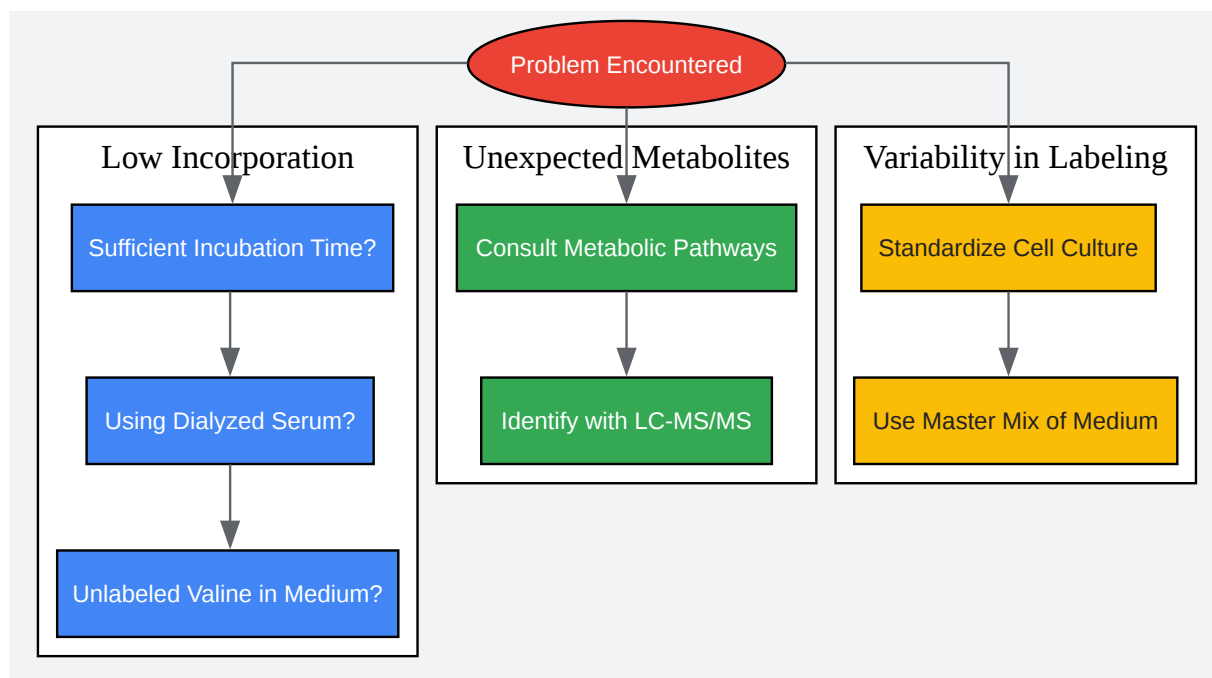 Problem Encountered
Low Incorporation
Sufficient Incubation Time?
Using Dialyzed Serum?
Unlabeled Valine in Medium?
Unexpected Metabolites
Consult Metabolic Pathways
Identify with LC-MS/MS
Variability in Labeling
Standardize Cell Culture
Use Master Mix of Medium